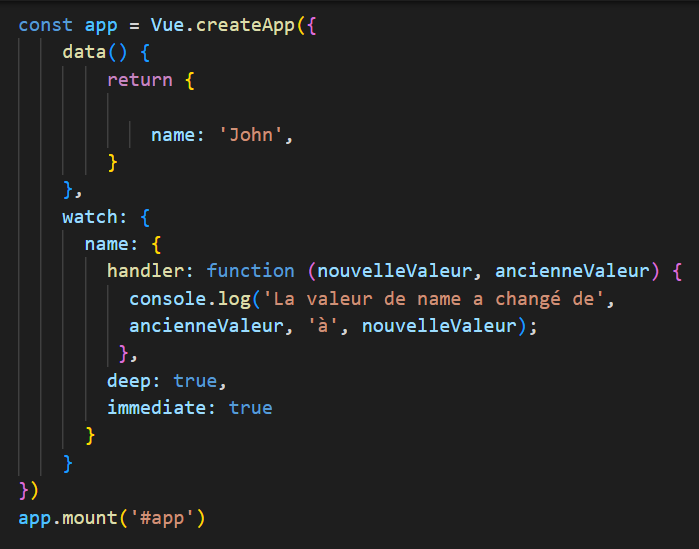 const app = Vue.createApp({
data() {
return {
name: 'John',
}
},
watch: {
name: {
handler: function (nouvelleValeur, ancienneValeur) {
console.log('La valeur de name a changé de',
ancienneValeur, 'à', nouvelleValeur);
},
deep: true,
immediate: true
}
}
})
app.mount('#app')